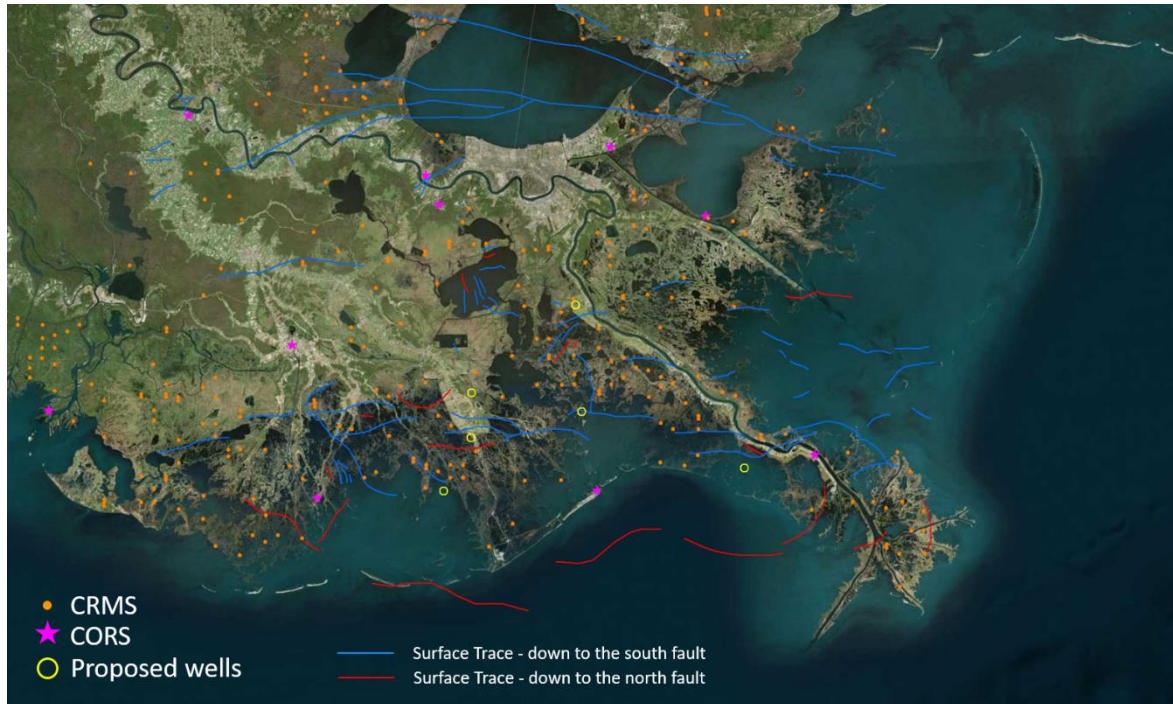 CRMS
CORS
Proposed wells
Surface Trace - down to the south fault
Surface Trace - down to the north fault